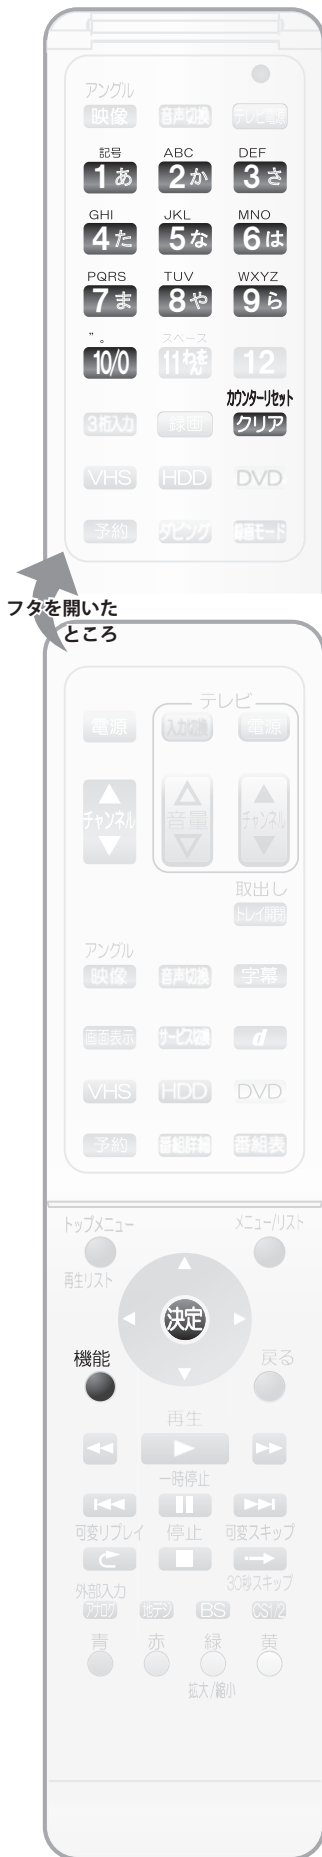 アングル
映像 音声切換 テレビ電源
記号 ABC DEF
1あ 2か 3さ
GHI JKL MNO
4た 5な 6は
PQRS TUV WXYZ
7ま 8や 9ら
゛。 スペース
10/0 11わをん 12
カウンターリセット
3桁入力 録画 クリア
VHS HDD DVD
予約 ダビング 録画モード
フタを開いた
ところ
テレビ
電源 入力切換 電源
チャンネル 音量 チャンネル
取出し
トレイ開閉
アングル
映像 音声切換 字幕
画面表示 サービス切換 d
VHS HDD DVD
予約 番組詳細 番組表
トップメニュー メニュー/リスト
再生リスト
決定
機能 戻る
再生
一時停止
可変リプレイ 停止 可変スキップ
外部入力 30秒スキップ
アナログ 地デジ BS CS1/2
青 赤 緑 黄
拡大/縮小